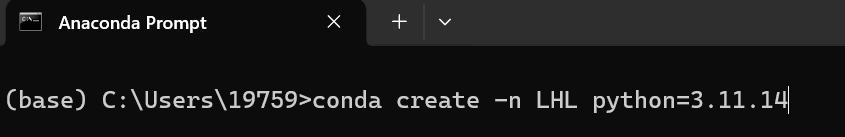 Anaconda Prompt
(base) C:\Users\19759>conda create -n LHL python=3.11.14